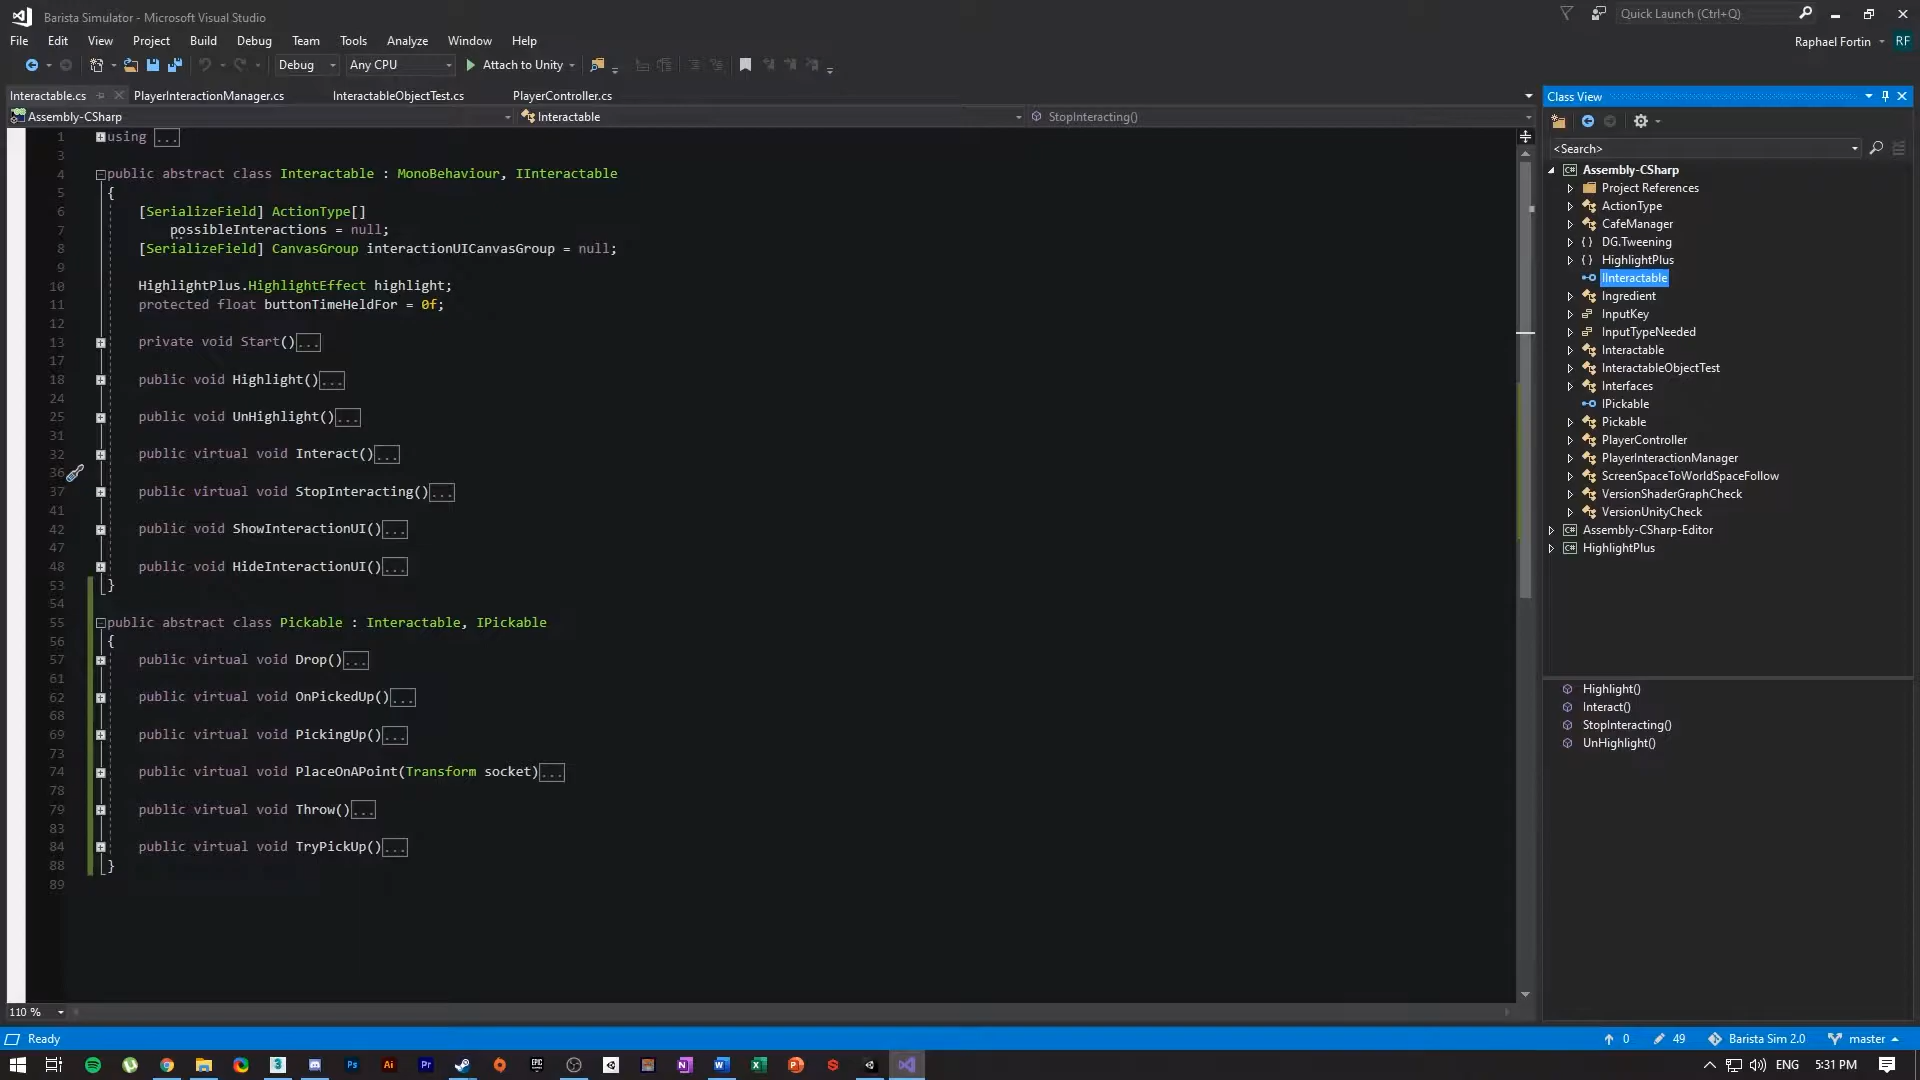 Barista Simulator - Microsoft Visual Studio
Quick Launch (Ctrl+Q)
File Edit View Project Build Debug Team Tools Analyze Window Help
Raphael Fortin RF
Debug Any CPU Attach to Unity
Interactable.cs PlayerInteractionManager.cs InteractableObjectTest.cs PlayerController.cs
Assembly-CSharp Interactable StopInteracting()
1 using ...
3
4 public abstract class Interactable : MonoBehaviour, IInteractable
5 {
6 [SerializeField] ActionType[]
7 possibleInteractions = null;
8 [SerializeField] CanvasGroup interactionUICanvasGroup = null;
9
10 HighlightPlus.HighlightEffect highlight;
11 protected float buttonTimeHeldFor = 0f;
12
13 private void Start()...
17
18 public void Highlight()...
24
25 public void UnHighlight()...
31
32 public virtual void Interact()...
36
37 public virtual void StopInteracting()...
41
42 public void ShowInteractionUI()...
47
48 public void HideInteractionUI()...
53 }
54
55 public abstract class Pickable : Interactable, IPickable
56 {
57 public virtual void Drop()...
61
62 public virtual void OnPickedUp()...
68
69 public virtual void PickingUp()...
73
74 public virtual void PlaceOnAPoint(Transform socket)...
78
79 public virtual void Throw()...
83
84 public virtual void TryPickUp()...
88 }
89
110 %
Class View
<Search>
Assembly-CSharp
Project References
ActionType
CafeManager
DG.Tweening
HighlightPlus
IInteractable
Ingredient
InputKey
InputTypeNeeded
Interactable
InteractableObjectTest
Interfaces
IPickable
Pickable
PlayerController
PlayerInteractionManager
ScreenSpaceToWorldSpaceFollow
VersionShaderGraphCheck
VersionUnityCheck
Assembly-CSharp-Editor
HighlightPlus
Highlight()
Interact()
StopInteracting()
UnHighlight()
Ready 0 49 Barista Sim 2.0 master
3 Ps Ai Pr EPIC N W X P S ENG 5:31 PM